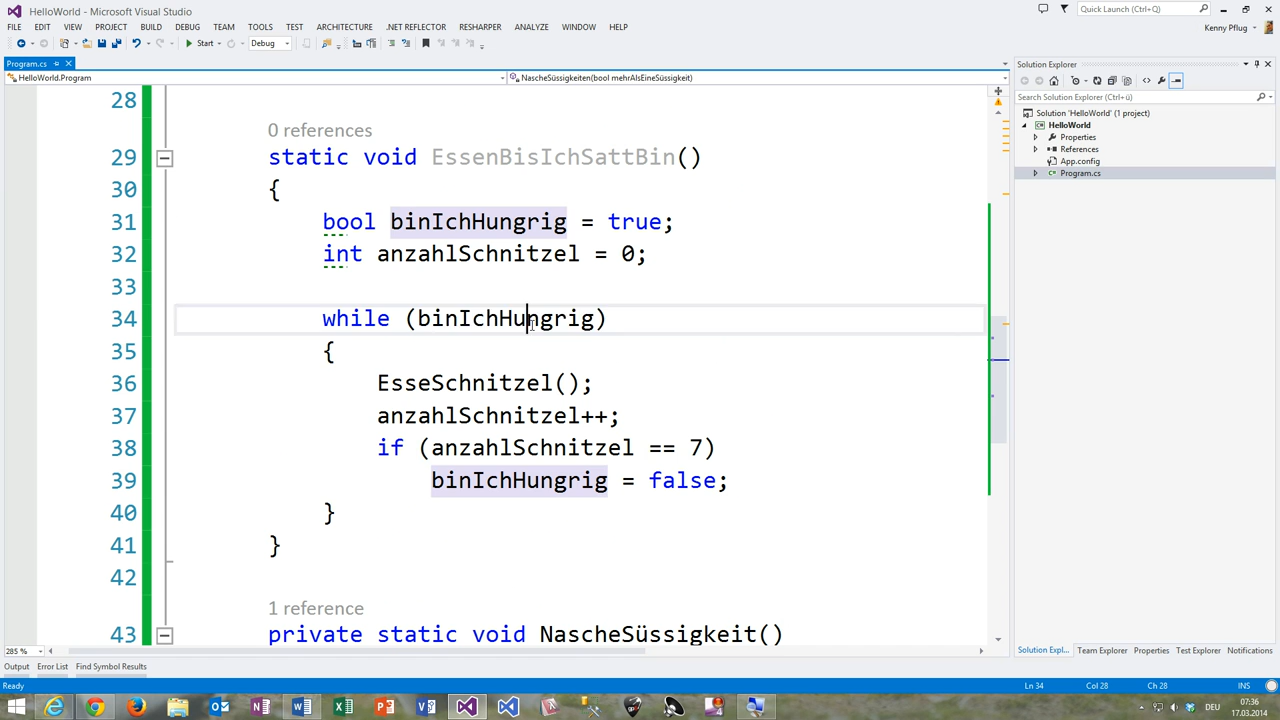 HelloWorld - Microsoft Visual Studio
Quick Launch (Ctrl+Q)
FILE EDIT VIEW PROJECT BUILD DEBUG TEAM TOOLS TEST ARCHITECTURE .NET REFLECTOR RESHARPER ANALYZE WINDOW HELP
Kenny Pflug
Start Debug
Program.cs
HelloWorld.Program
NascheSüssigkeiten(bool mehrAlsEineSüssigkeit)
28
0 references
29 static void EssenBisIchSattBin()
30 {
31 bool binIchHungrig = true;
32 int anzahlSchnitzel = 0;
33
34 while (binIchHungrig)
35 {
36 EsseSchnitzel();
37 anzahlSchnitzel++;
38 if (anzahlSchnitzel == 7)
39 binIchHungrig = false;
40 }
41 }
42
1 reference
43 private static void NascheSüssigkeit()
285 %
Solution Explorer
Search Solution Explorer (Ctrl+ü)
Solution 'HelloWorld' (1 project)
HelloWorld
Properties
References
App.config
Program.cs
Solution Expl... Team Explorer Properties Test Explorer Notifications
Output Error List Find Symbol Results
Ready
Ln 34 Col 28 Ch 28 INS
DEU
07:36
17.03.2014